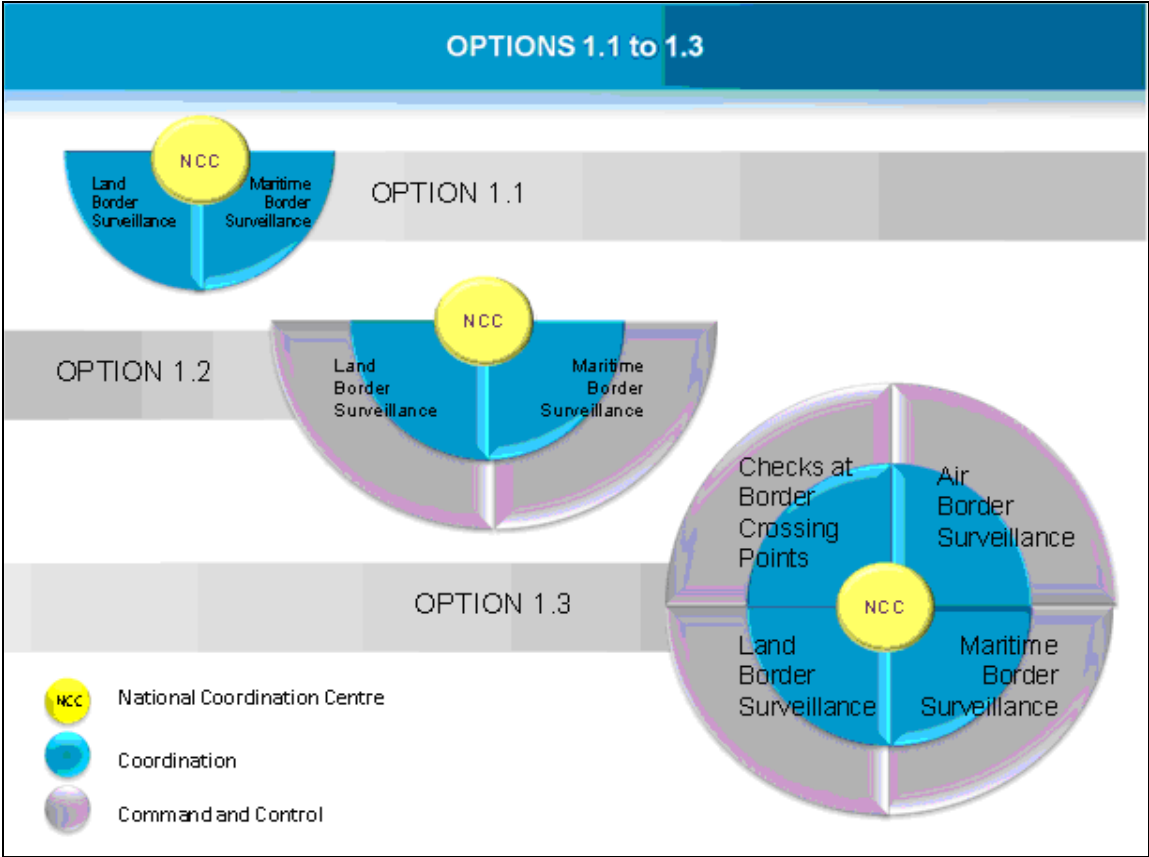 OPTIONS 1.1 to 1.3
NCC
Land
Border
Surveillance
Maritime
Border
Surveillance
OPTION 1.1
NCC
OPTION 1.2
Land
Border
Surveillance
Maritime
Border
Surveillance
Checks at
Border
Crossing
Points
Air
Border
Surveillance
OPTION 1.3
NCC
Land
Border
Surveillance
Maritime
Border
Surveillance
NCC National Coordination Centre
Coordination
Command and Control